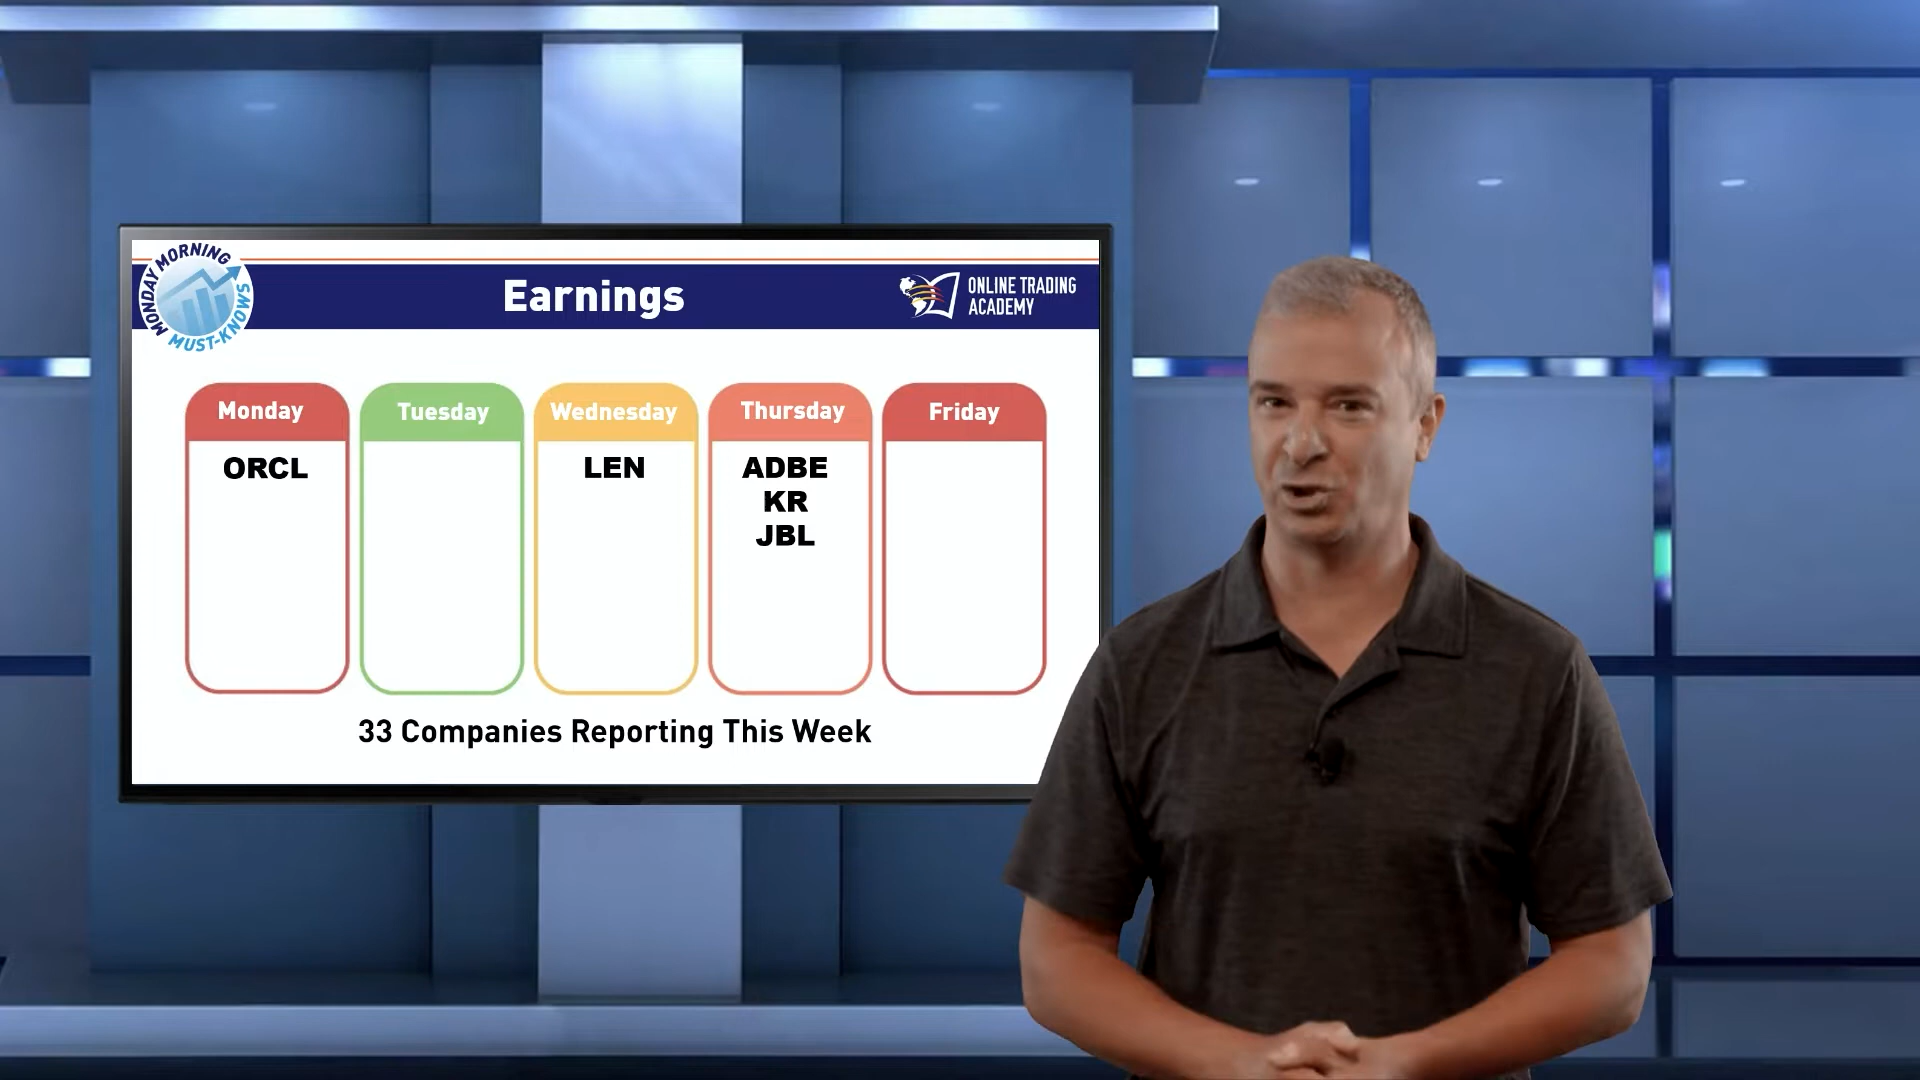 MONDAY MORNING
MUST-KNOWS
Earnings
ONLINE TRADING
ACADEMY
Monday
Tuesday
Wednesday
Thursday
Friday
ORCL
LEN
ADBE
KR
JBL
33 Companies Reporting This Week